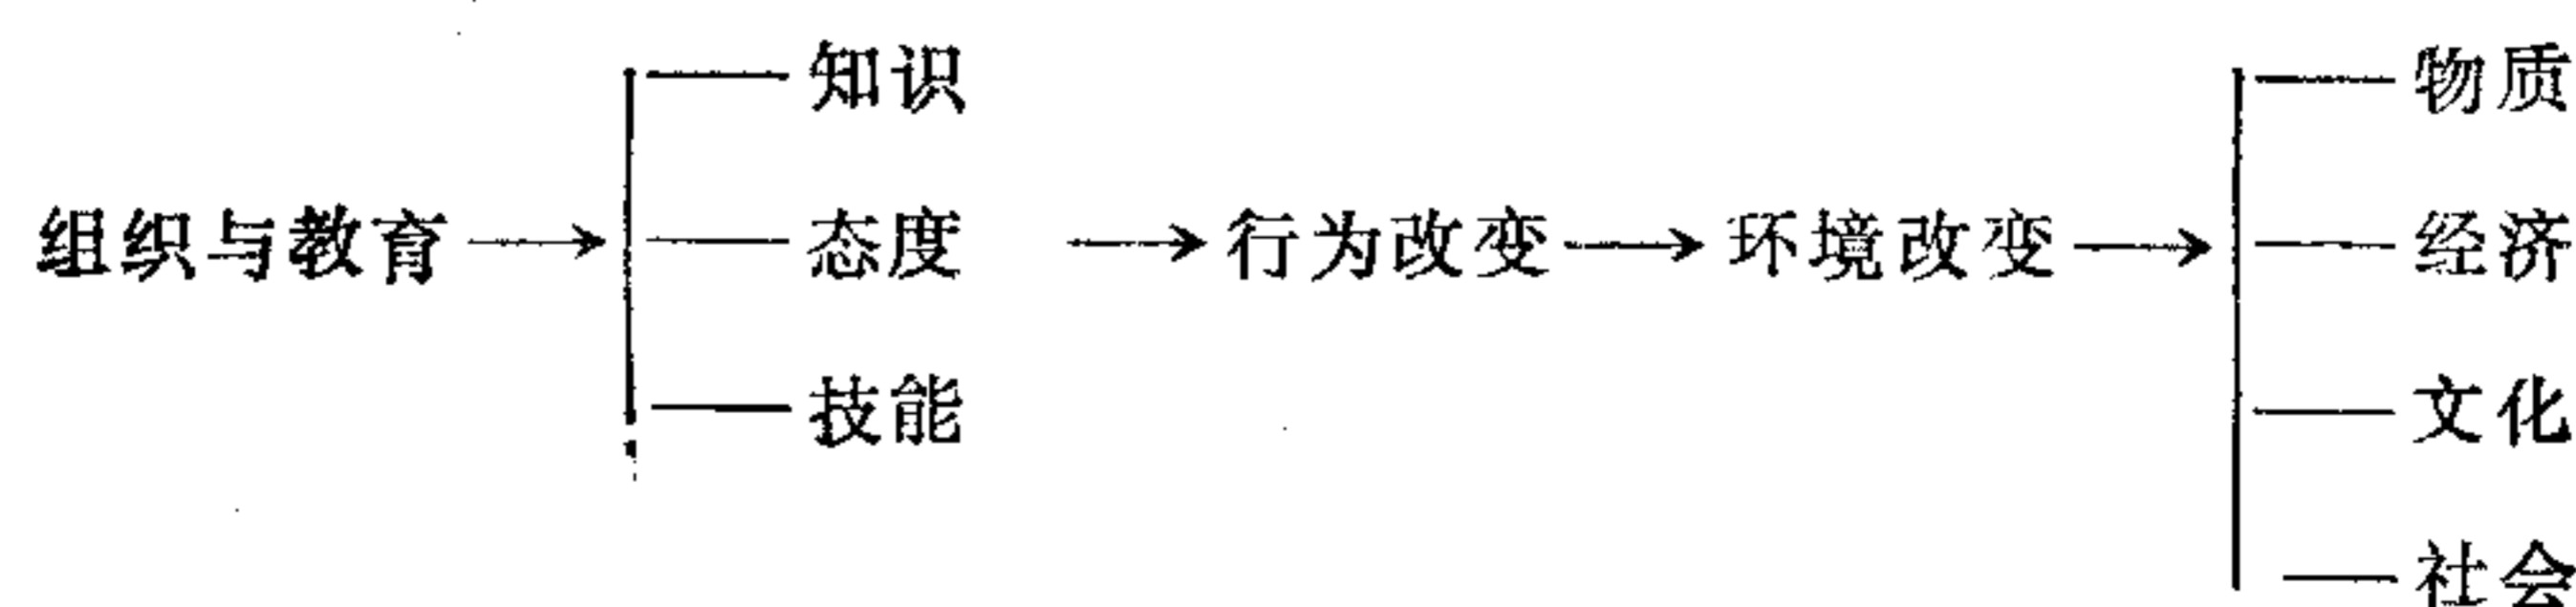 知识
物质
组织与教育 态度 行为改变 环境改变 经济
技能
文化
社会